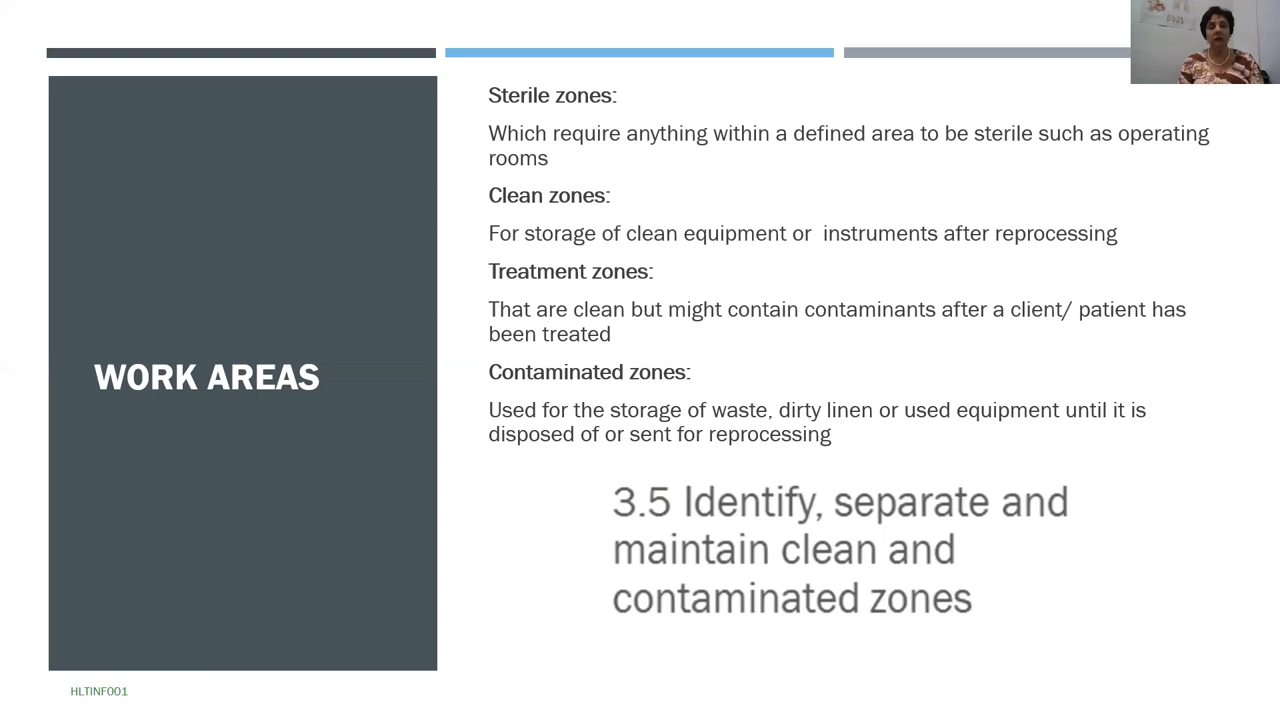 Sterile zones:
Which require anything within a defined area to be sterile such as operating
rooms
Clean zones:
For storage of clean equipment or  instruments after reprocessing
Treatment zones:
That are clean but might contain contaminants after a client/ patient has
been treated
WORK AREAS
Contaminated zones:
Used for the storage of waste, dirty linen or used equipment until it is
disposed of or sent for reprocessing
3.5 Identify, separate and
maintain clean and
contaminated zones
HLTINF001